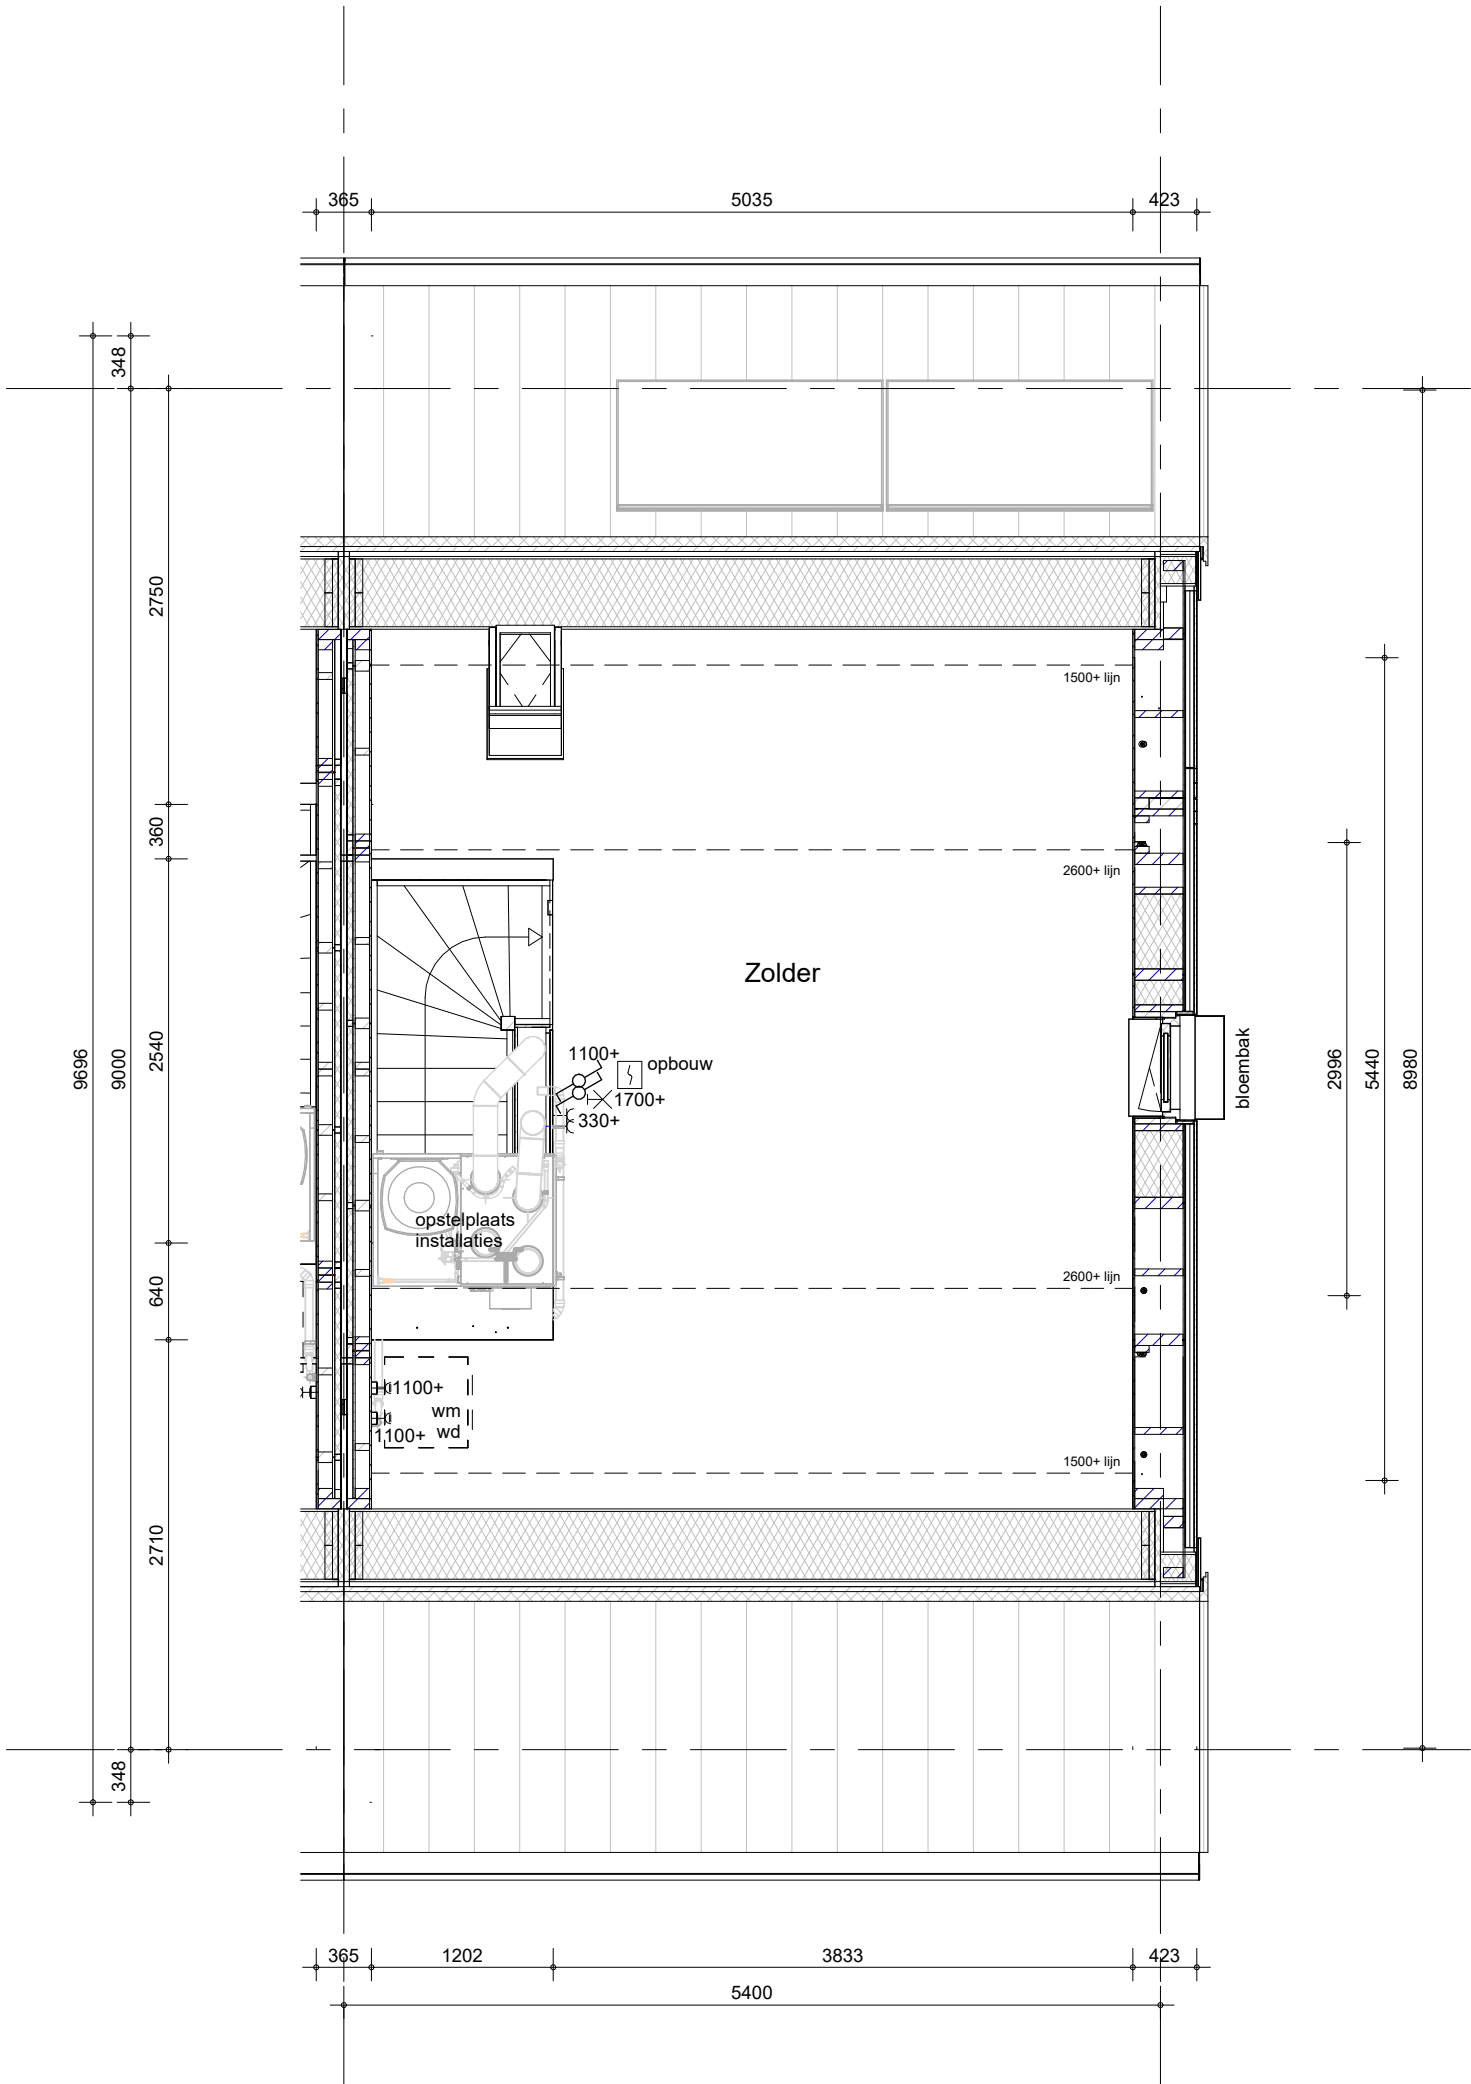 365
5035
423
348
2750
1500+ lijn
360
2600+ lijn
Zolder
9696
9000
2540
1100+
opbouw
1700+
330+
bloembak
2996
5440
8980
opstelplaats
installaties
640
2600+ lijn
1100+
wm
1100+
wd
1500+ lijn
2710
348
365
1202
3833
423
5400